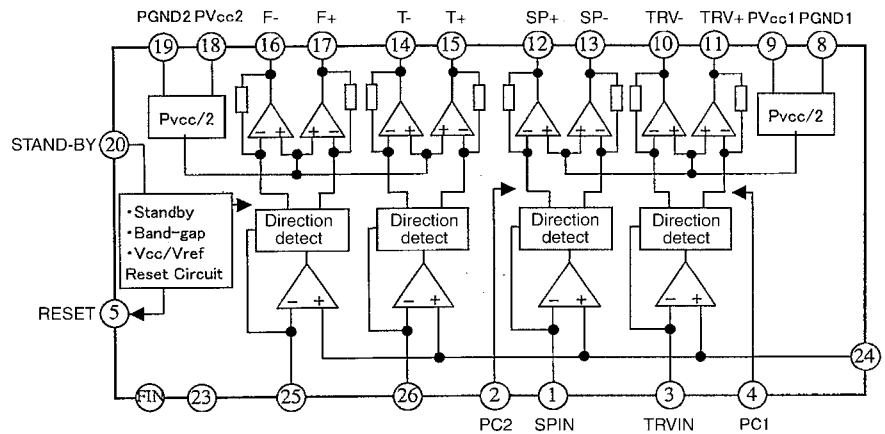 PGND2 PVcc2 F- F+ T- T+ SP+ SP- TRV- TRV+ PVcc1 PGND1
19 18 16 17 14 15 12 13 10 11 9 8
Pvcc/2
Pvcc/2
- + + -
- + + -
- + + -
- + + -
STAND-BY 20
•Standby
•Band-gap
•Vcc/Vref
Reset Circuit
Direction
detect
Direction
detect
Direction
detect
Direction
detect
- +
- +
- +
- +
RESET 5
24
FIN 23 25 26 2 1 3 4
PC2 SPIN TRVIN PC1